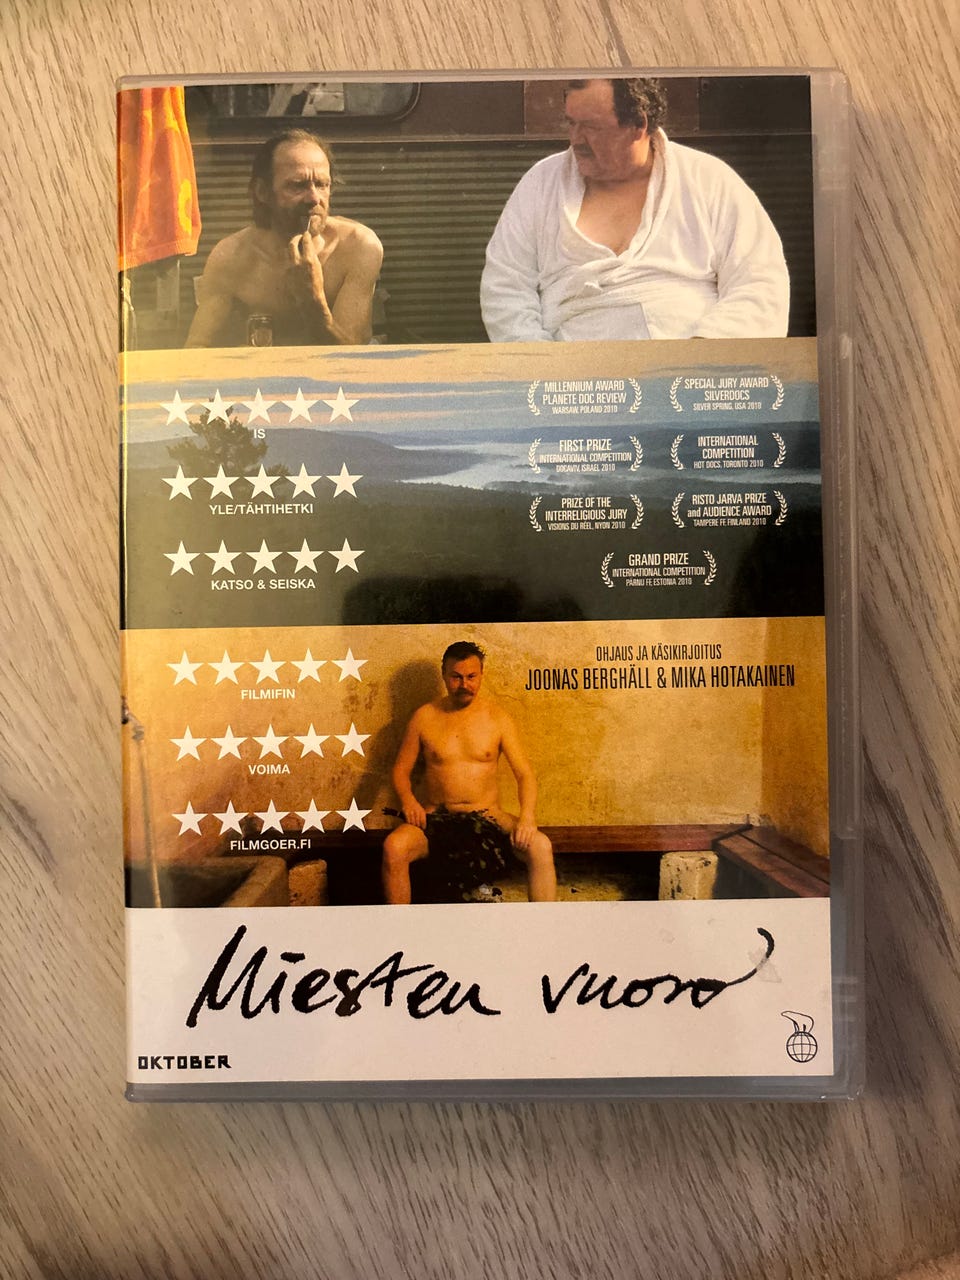 IS
YLE/TÄHTIHETKI
KATSO & SEISKA
MILLENNIUM AWARD
PLANETE DOC REVIEW
WARSAW, POLAND 2010
SPECIAL JURY AWARD
SILVERDOCS
SILVER SPRING, USA 2010
FIRST PRIZE
INTERNATIONAL COMPETITION
DOCAVIV, ISRAEL 2010
INTERNATIONAL
COMPETITION
HOT DOCS, TORONTO 2010
PRIZE OF THE
INTERRELIGIOUS JURY
VISIONS DU RÉEL, NYON 2010
RISTO JARVA PRIZE
and AUDIENCE AWARD
TAMPERE FF, FINLAND 2010
GRAND PRIZE
INTERNATIONAL COMPETITION
PÄRNU FF, ESTONIA 2010
FILMIFIN
VOIMA
FILMGOER.FI
OHJAUS JA KÄSIKIRJOITUS
JOONAS BERGHÄLL & MIKA HOTAKAINEN
Miesten vuoro
OKTOBER